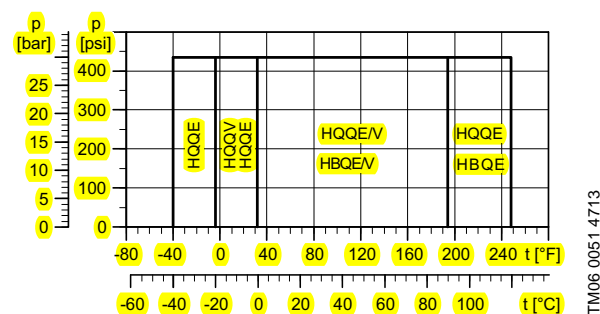 p p
[bar] [psi]
400
25
20 300
HQQE HQQV HQQE HQQE/V HQQE
15 200
HBQE/V HBQE
10
100
5
0 0
-80 -40 0 40 80 120 160 200 240 t [°F]
-60 -40 -20 0 20 40 60 80 100 t [°C]
TM06 0051 4713